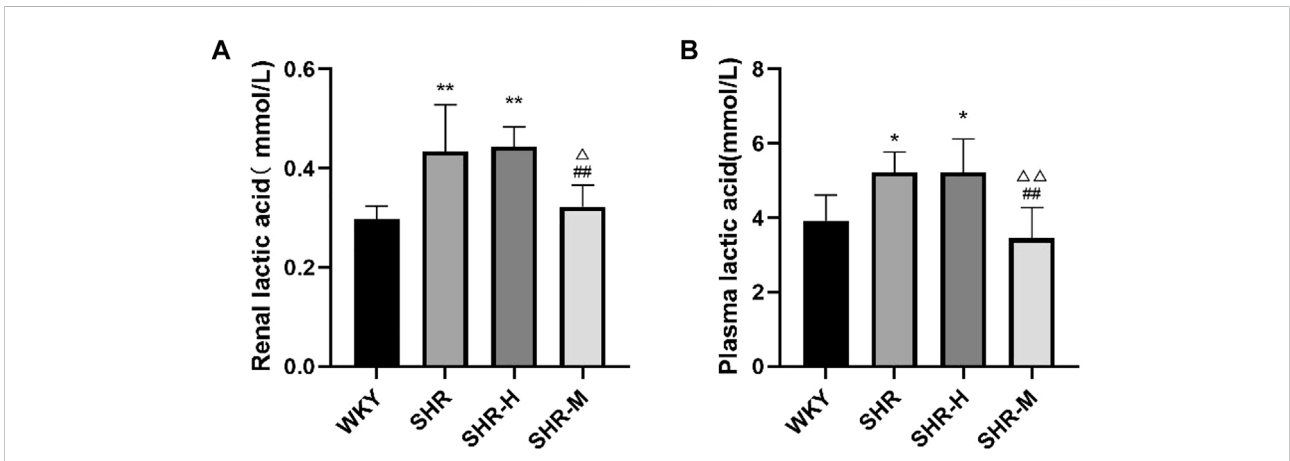 A
Renal lactic acid( mmol/L)
0.6
0.4
0.2
0.0
**
**
△
##
WKY
SHR
SHR-H
SHR-M
B
Plasma lactic acid(mmol/L)
8
6
4
2
0
*
*
△△
##
WKY
SHR
SHR-H
SHR-M